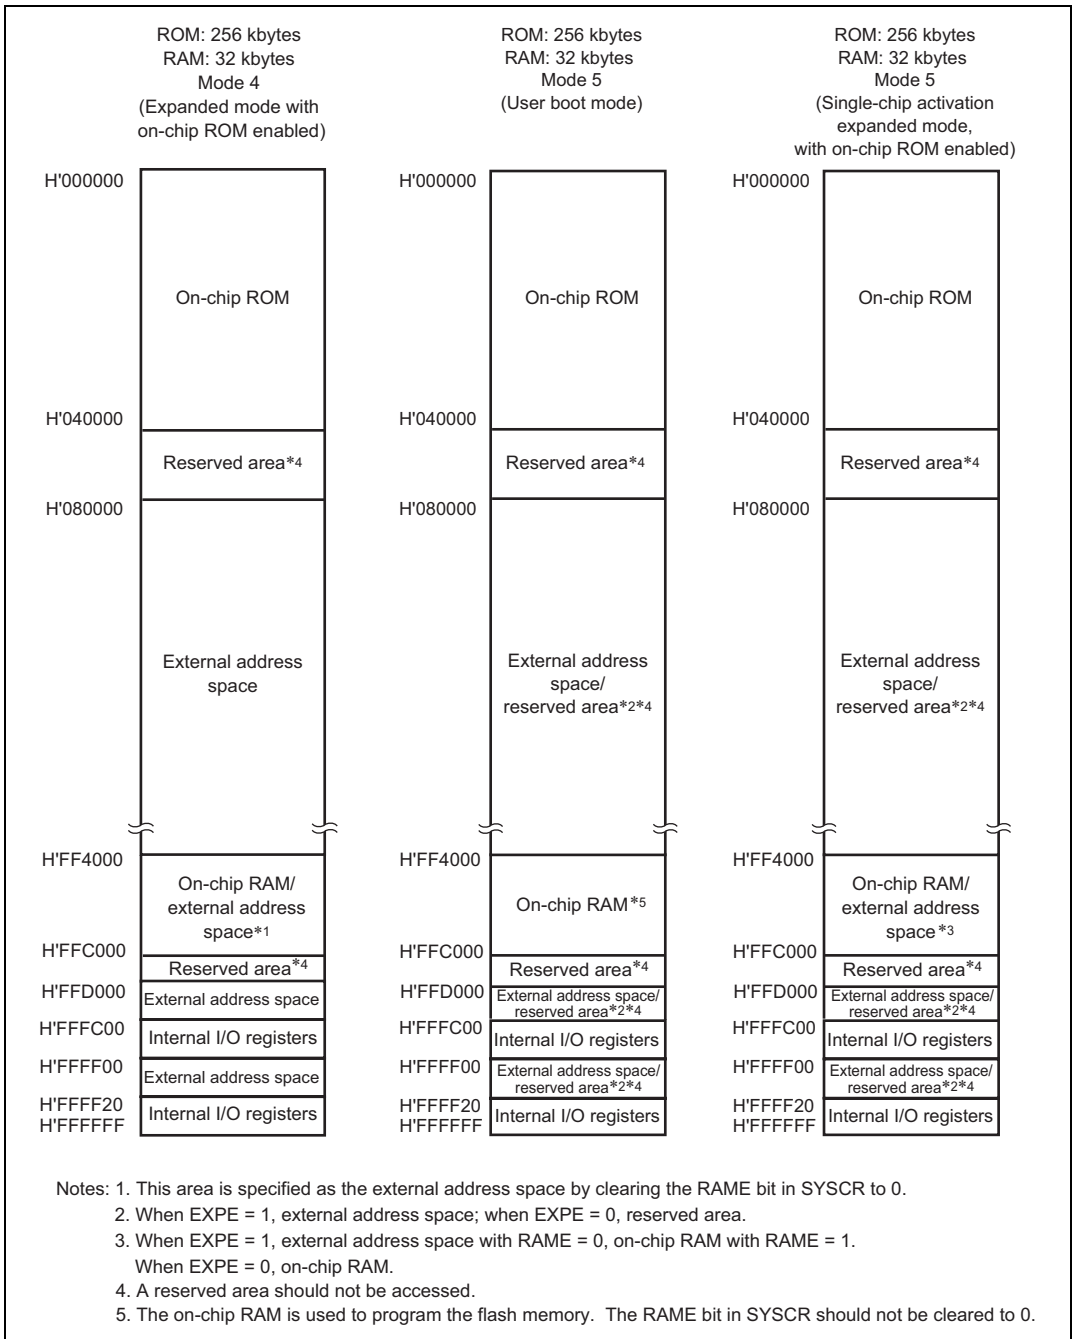 ROM: 256 kbytes
RAM: 32 kbytes
Mode 4
(Expanded mode with
on-chip ROM enabled)
H'000000
On-chip ROM
H'040000
Reserved area*4
H'080000
External address
space
H'FF4000
On-chip RAM/
external address
space*1
H'FFC000
Reserved area*4
H'FFD000
External address space
H'FFFC00
Internal I/O registers
H'FFFF00
External address space
H'FFFF20
Internal I/O registers
H'FFFFFF
ROM: 256 kbytes
RAM: 32 kbytes
Mode 5
(User boot mode)
H'000000
On-chip ROM
H'040000
Reserved area*4
H'080000
External address
space/
reserved area*2*4
H'FF4000
On-chip RAM*5
H'FFC000
Reserved area*4
H'FFD000
External address space/
reserved area*2*4
H'FFFC00
Internal I/O registers
H'FFFF00
External address space/
reserved area*2*4
H'FFFF20
Internal I/O registers
H'FFFFFF
ROM: 256 kbytes
RAM: 32 kbytes
Mode 5
(Single-chip activation
expanded mode,
with on-chip ROM enabled)
H'000000
On-chip ROM
H'040000
Reserved area*4
H'080000
External address
space/
reserved area*2*4
H'FF4000
On-chip RAM/
external address
space*3
H'FFC000
Reserved area*4
H'FFD000
External address space/
reserved area*2*4
H'FFFC00
Internal I/O registers
H'FFFF00
External address space/
reserved area*2*4
H'FFFF20
Internal I/O registers
H'FFFFFF
Notes: 1. This area is specified as the external address space by clearing the RAME bit in SYSCR to 0.
2. When EXPE = 1, external address space; when EXPE = 0, reserved area.
3. When EXPE = 1, external address space with RAME = 0, on-chip RAM with RAME = 1.
When EXPE = 0, on-chip RAM.
4. A reserved area should not be accessed.
5. The on-chip RAM is used to program the flash memory. The RAME bit in SYSCR should not be cleared to 0.